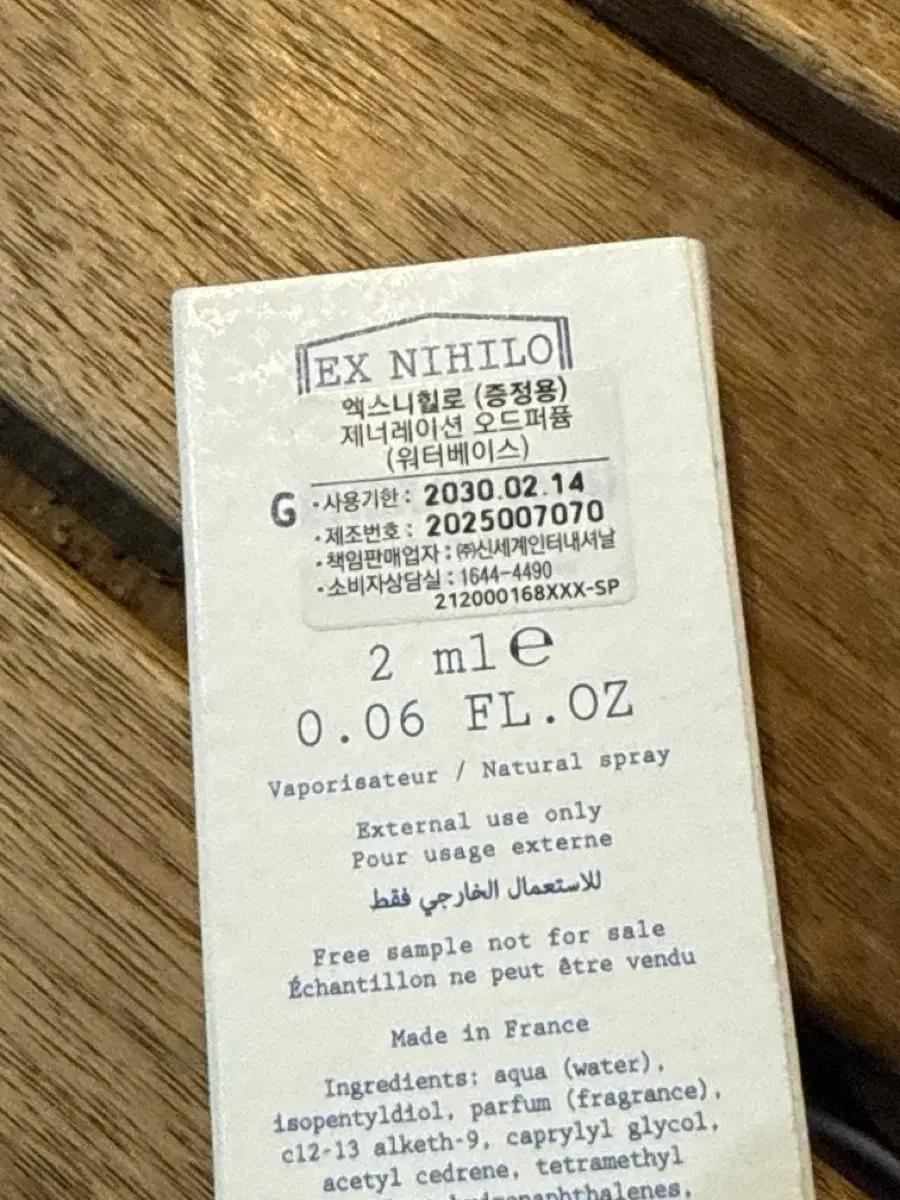 EX NIHILO
엑스니힐로 (증정용)
제너레이션 오드퍼퓸
(워터베이스)
G
·사용기한 : 2030.02.14
·제조번호 : 2025007070
·책임판매업자 : ㈜신세계인터내셔날
·소비자상담실 : 1644-4490
212000168XXX-SP
2 ml e
0.06 FL.OZ
Vaporisateur / Natural spray
External use only
Pour usage externe
للاستعمال الخارجي فقط
Free sample not for sale
Échantillon ne peut être vendu
Made in France
Ingredients: aqua (water),
isopentyldiol, parfum (fragrance),
c12-13 alketh-9, caprylyl glycol,
acetyl cedrene, tetramethyl